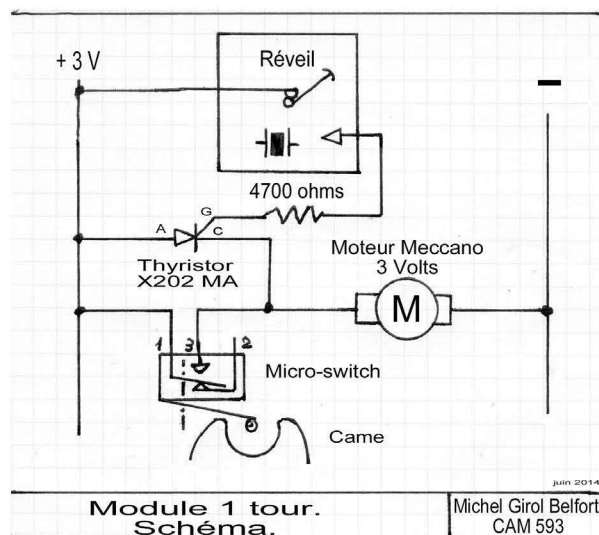 Réveil
+ 3 V
–
4700 ohms
A
G
C
Thyristor
X202 MA
Moteur Meccano
3 Volts
M
1 3 2
Micro-switch
Came
juin 2014
Module 1 tour.
Schéma.
Michel Girol Belfort
CAM 593